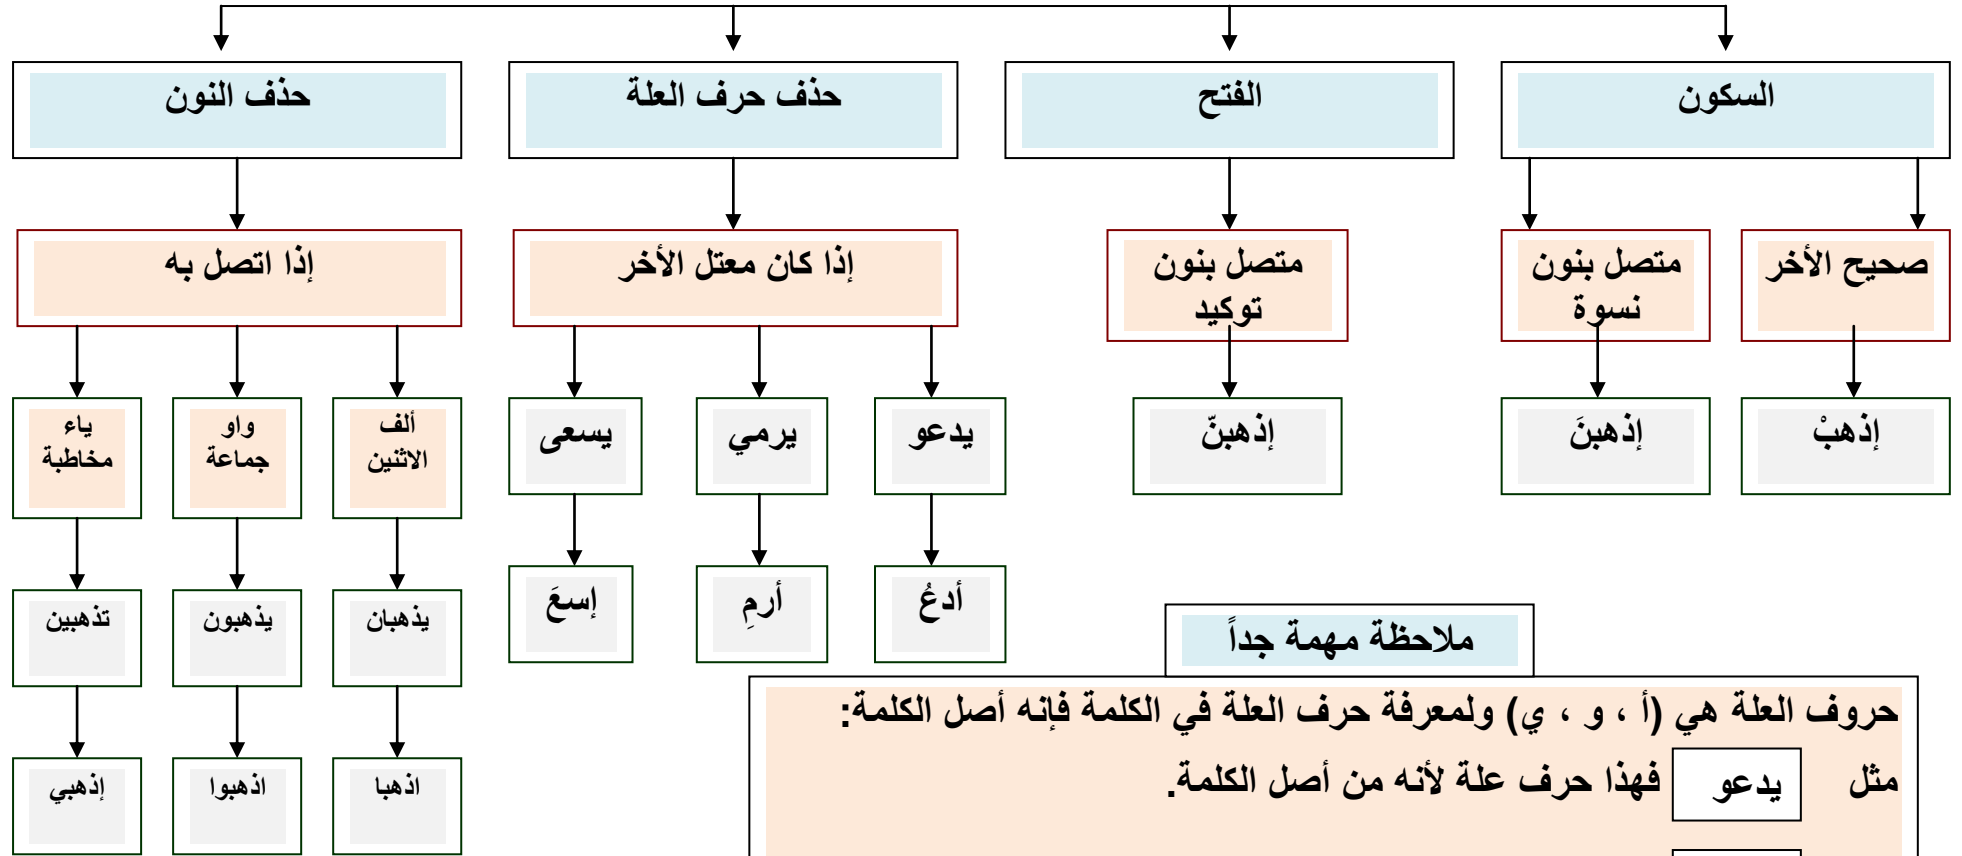 السكون
الفتح
حذف حرف العلة
حذف النون
صحيح الأخر
متصل بنون
نسوة
متصل بنون
توكيد
إذا كان معتل الأخر
إذا اتصل به
إذهبْ
إذهبنَ
إذهبنّ
يدعو
يرمي
يسعى
ألف
الاثنين
واو
جماعة
ياء
مخاطبة
أدعُ
أرمِ
إسعَ
يذهبان
يذهبون
تذهبين
اذهبا
اذهبوا
إذهبي
ملاحظة مهمة جداً
حروف العلة هي (أ ، و ، ي) ولمعرفة حرف العلة في الكلمة فإنه أصل الكلمة:
مثل يدعو فهذا حرف علة لأنه من أصل الكلمة.